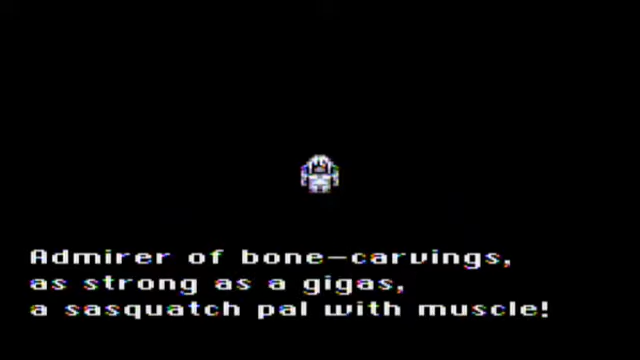 Admirer of bone-carvings,
as strong as a gigas,
a sasquatch pal with muscle!